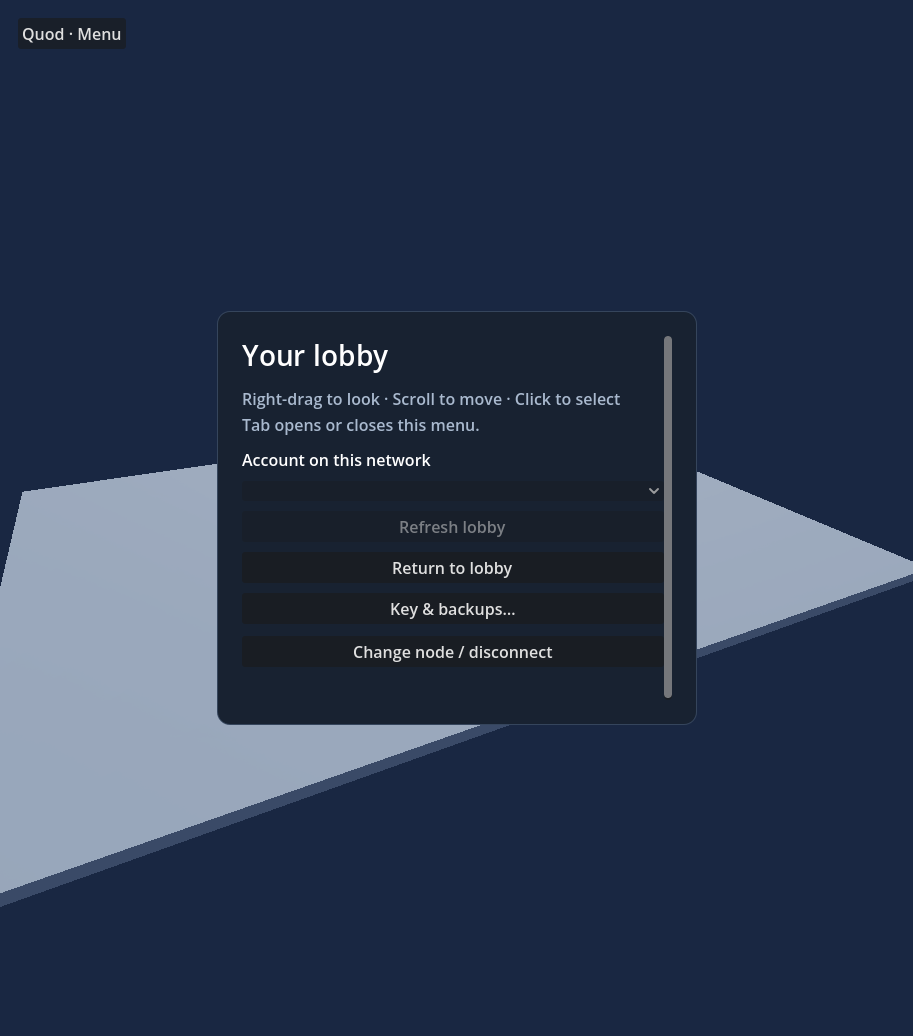 Quod · Menu
Your lobby
Right-drag to look · Scroll to move · Click to select
Tab opens or closes this menu.
Account on this network
Refresh lobby
Return to lobby
Key & backups...
Change node / disconnect